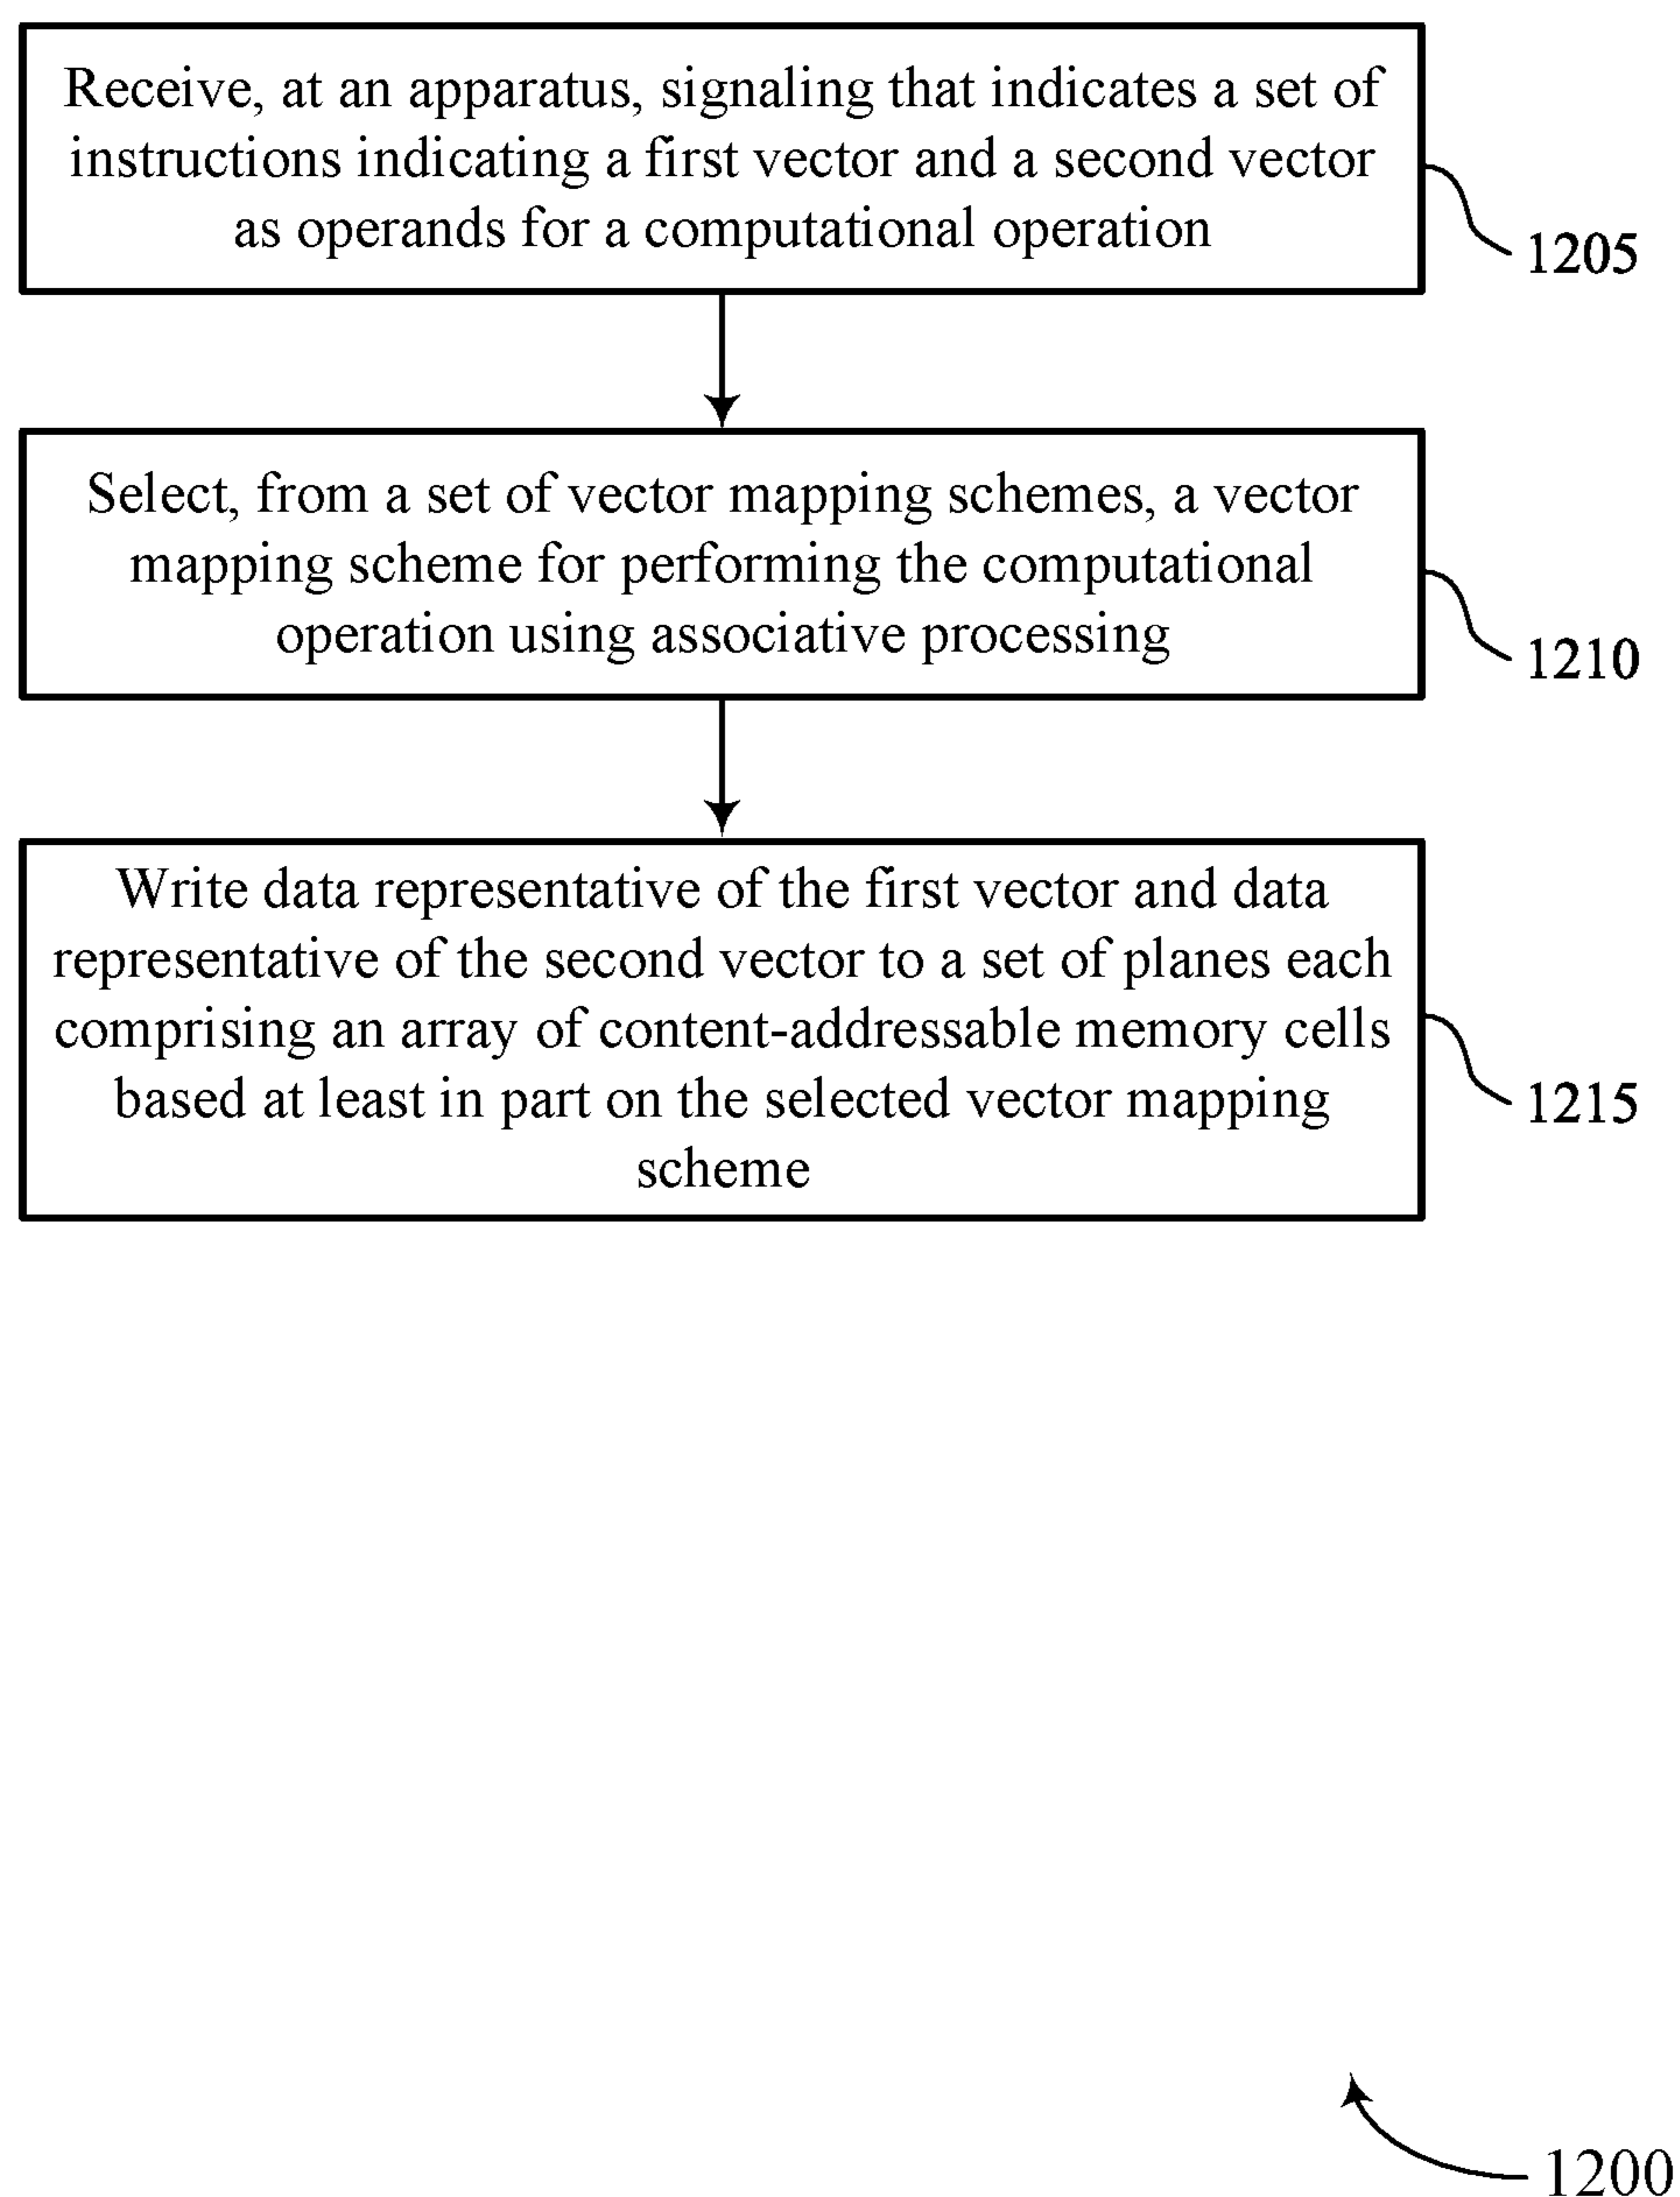 Receive, at an apparatus, signaling that indicates a set of
instructions indicating a first vector and a second vector
as operands for a computational operation
1205
Select, from a set of vector mapping schemes, a vector
mapping scheme for performing the computational
operation using associative processing
1210
Write data representative of the first vector and data
representative of the second vector to a set of planes each
comprising an array of content-addressable memory cells
based at least in part on the selected vector mapping
scheme
1215
1200